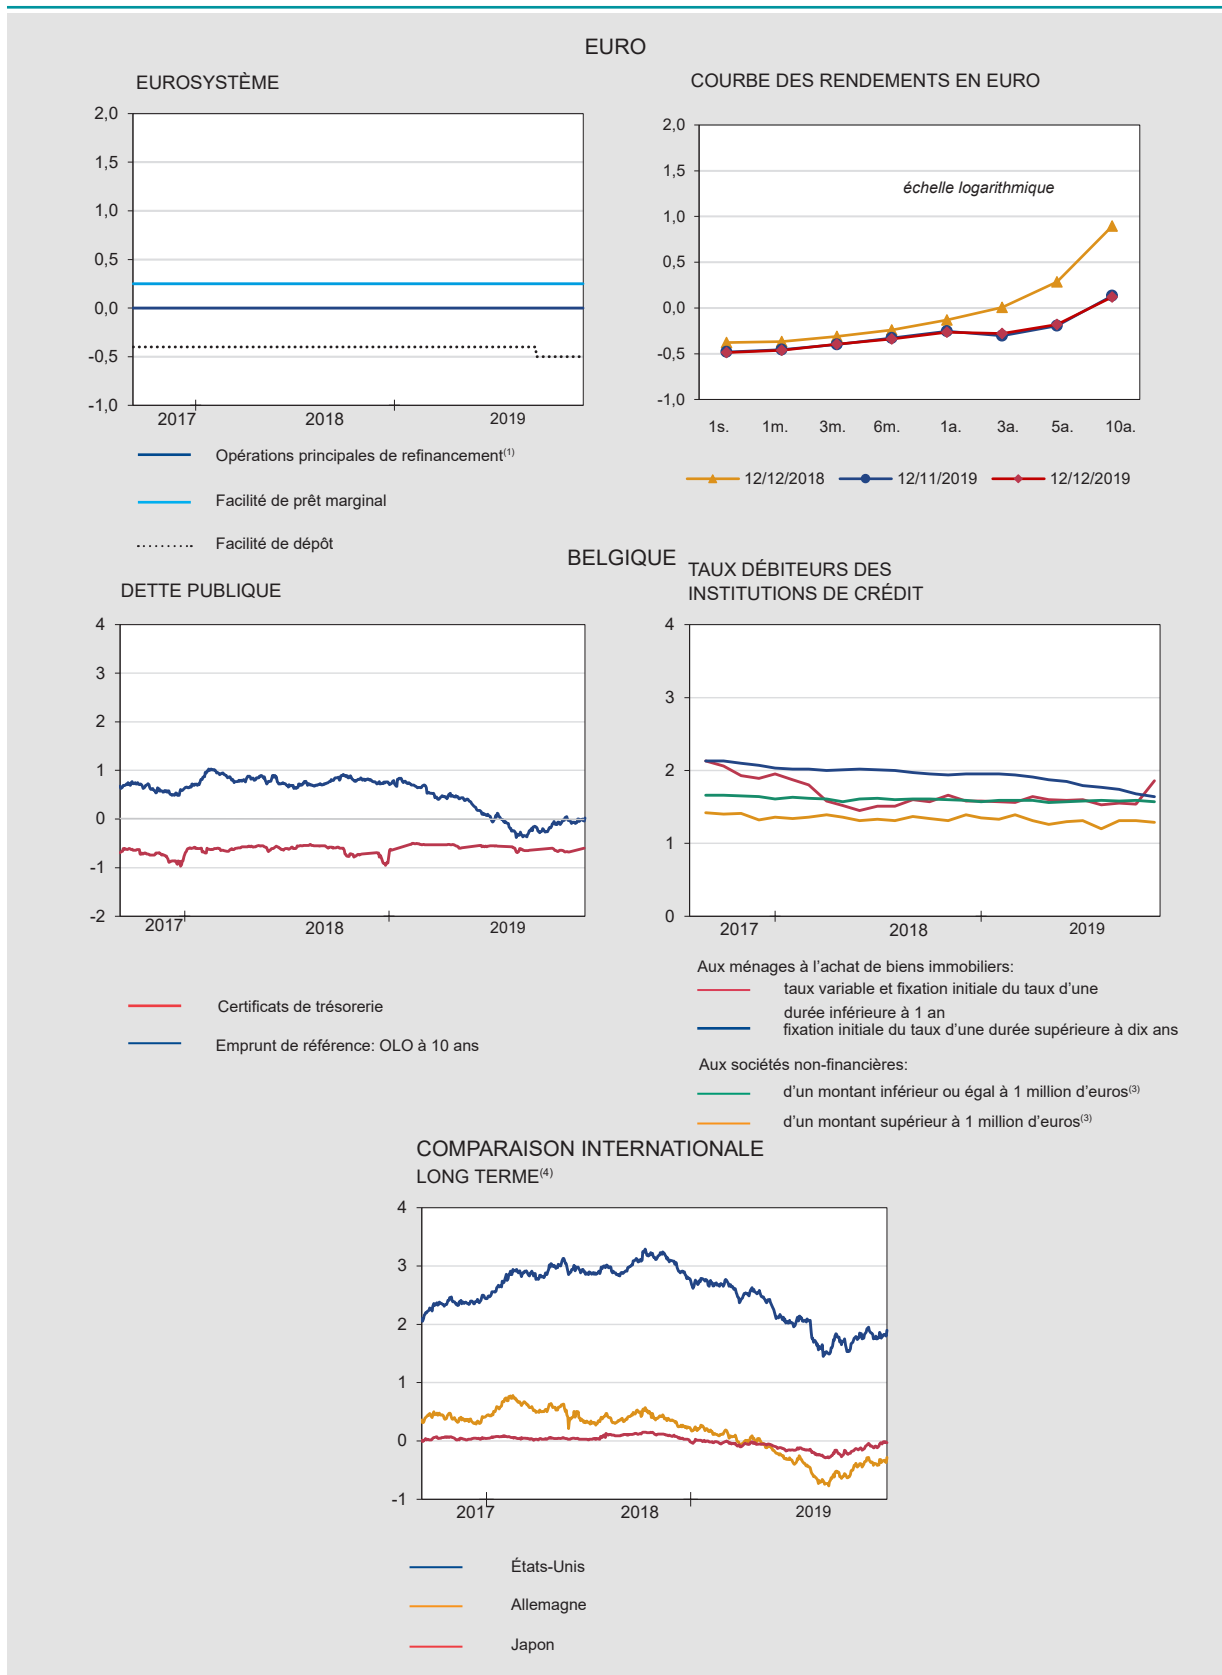 EURO
EUROSYSTÈME
2,0
1,5
1,0
0,5
0,0
-0,5
-1,0
2017
2018
2019
Opérations principales de refinancement(1)
Facilité de prêt marginal
Facilité de dépôt
COURBE DES RENDEMENTS EN EURO
2,0
1,5
1,0
0,5
0,0
-0,5
-1,0
échelle logarithmique
1s.
1m.
3m.
6m.
1a.
3a.
5a.
10a.
12/12/2018
12/11/2019
12/12/2019
BELGIQUE
DETTE PUBLIQUE
4
3
2
1
0
-1
-2
2017
2018
2019
Certificats de trésorerie
Emprunt de référence: OLO à 10 ans
TAUX DÉBITEURS DES
INSTITUTIONS DE CRÉDIT
4
3
2
1
0
2017
2018
2019
Aux ménages à l’achat de biens immobiliers:
taux variable et fixation initiale du taux d’une
durée inférieure à 1 an
fixation initiale du taux d’une durée supérieure à dix ans
Aux sociétés non-financières:
d’un montant inférieur ou égal à 1 million d’euros(3)
d’un montant supérieur à 1 million d’euros(3)
COMPARAISON INTERNATIONALE
LONG TERME(4)
4
3
2
1
0
-1
2017
2018
2019
États-Unis
Allemagne
Japon